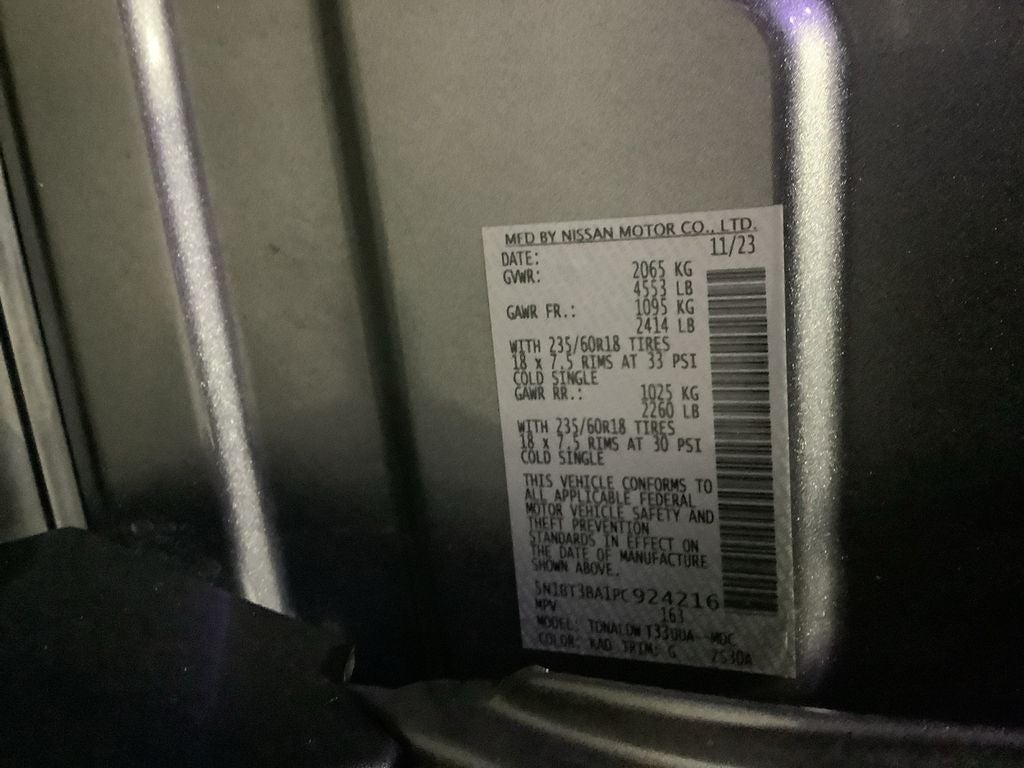 MFD BY NISSAN MOTOR CO., LTD.
DATE: 11/23
GVWR: 2065 KG
4553 LB
GAWR FR.: 1095 KG
2414 LB
WITH 235/60R18 TIRES
18 x 7.5 RIMS AT 33 PSI
COLD SINGLE
GAWR RR.: 1025 KG
2260 LB
WITH 235/60R18 TIRES
18 x 7.5 RIMS AT 30 PSI
COLD SINGLE
THIS VEHICLE CONFORMS TO
ALL APPLICABLE FEDERAL
MOTOR VEHICLE SAFETY AND
THEFT PREVENTION
STANDARDS IN EFFECT ON
THE DATE OF MANUFACTURE
SHOWN ABOVE.
5N1BT3BA1PC924216
MPV 163
MODEL: MDC
COLOR: KAD TRIM: G